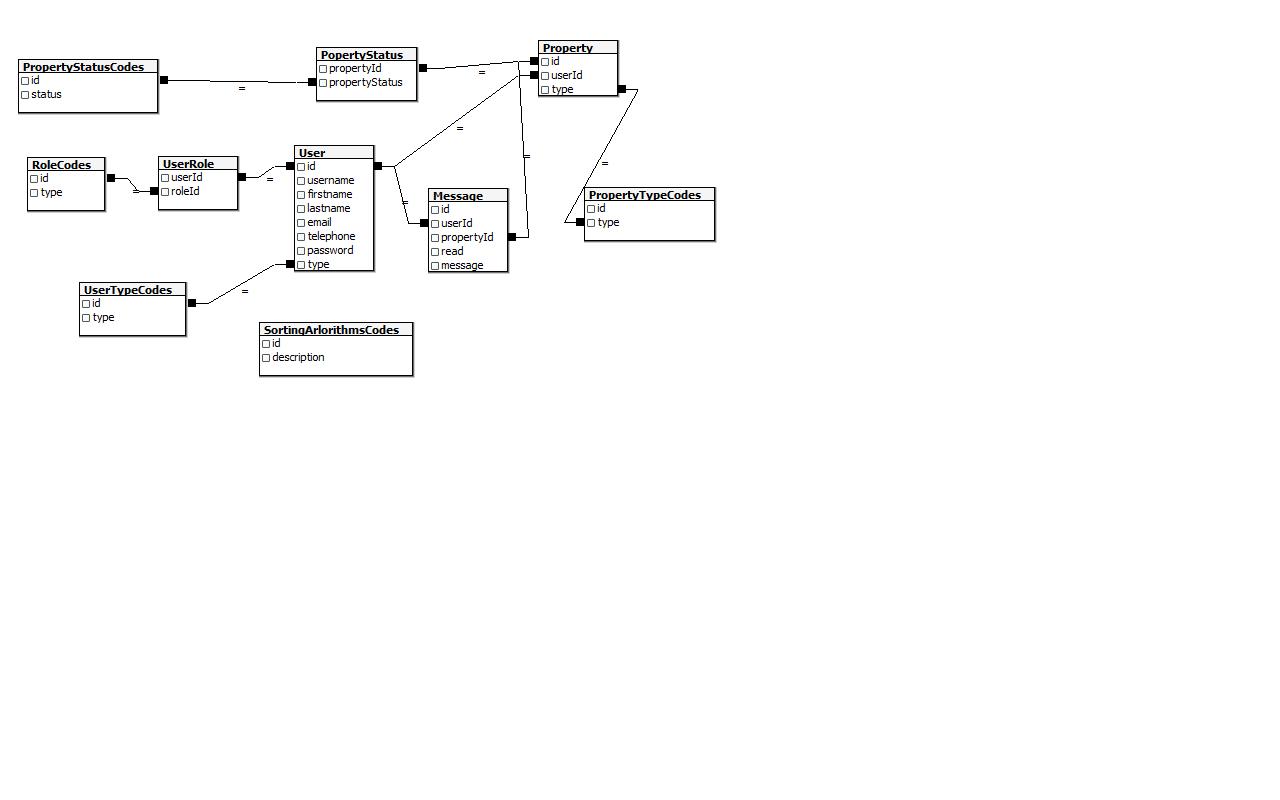 PropertyStatusCodes
id
status
PopertyStatus
propertyId
propertyStatus
Property
id
userId
type
=
=
=
=
=
RoleCodes
id
type
=
UserRole
userId
roleId
=
User
id
username
firstname
lastname
email
telephone
password
type
=
Message
id
userId
propertyId
read
message
PropertyTypeCodes
id
type
UserTypeCodes
id
type
=
SortingArlorithmsCodes
id
description